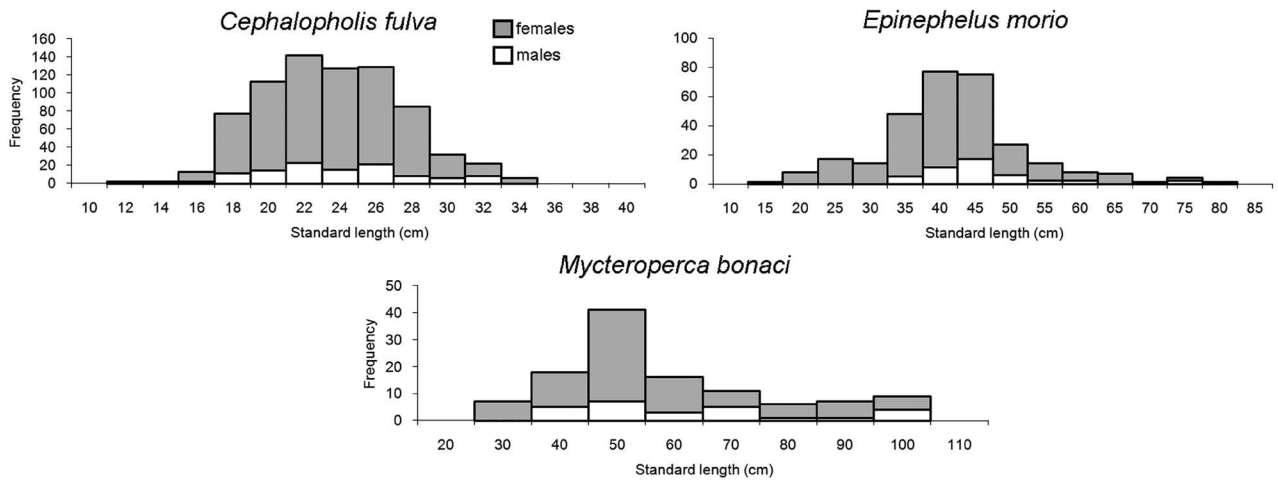 Cephalopholis fulva
females
males
Frequency
160
140
120
100
80
60
40
20
0
10 12 14 16 18 20 22 24 26 28 30 32 34 36 38 40
Standard length (cm)
Epinephelus morio
100
80
60
40
20
0
10 15 20 25 30 35 40 45 50 55 60 65 70 75 80 85
Standard length (cm)
Mycteroperca bonaci
Frequency
50
40
30
20
10
0
20 30 40 50 60 70 80 90 100 110
Standard length (cm)